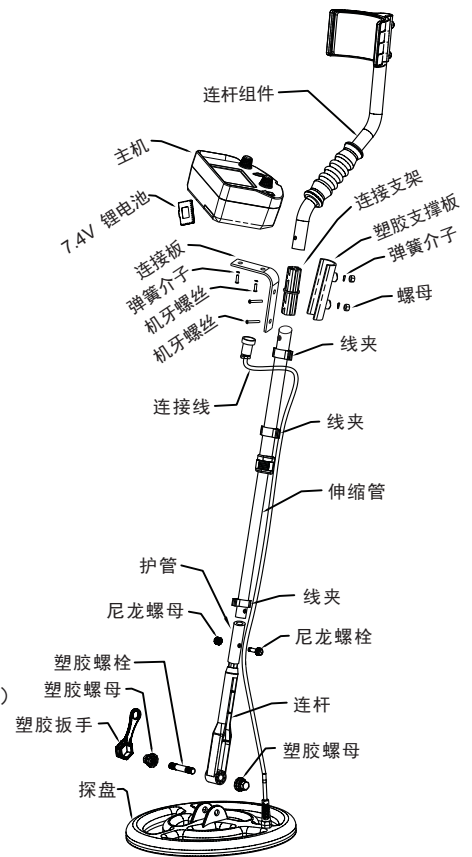 连杆组件
主机
连接支架
7.4V 锂电池
塑胶支撑板
连接板
弹簧介子
弹簧介子
机牙螺丝
螺母
机牙螺丝
线夹
连接线
线夹
伸缩管
护管
线夹
尼龙螺母
尼龙螺栓
塑胶螺栓
)
塑胶螺母
连杆
塑胶扳手
塑胶螺母
探盘